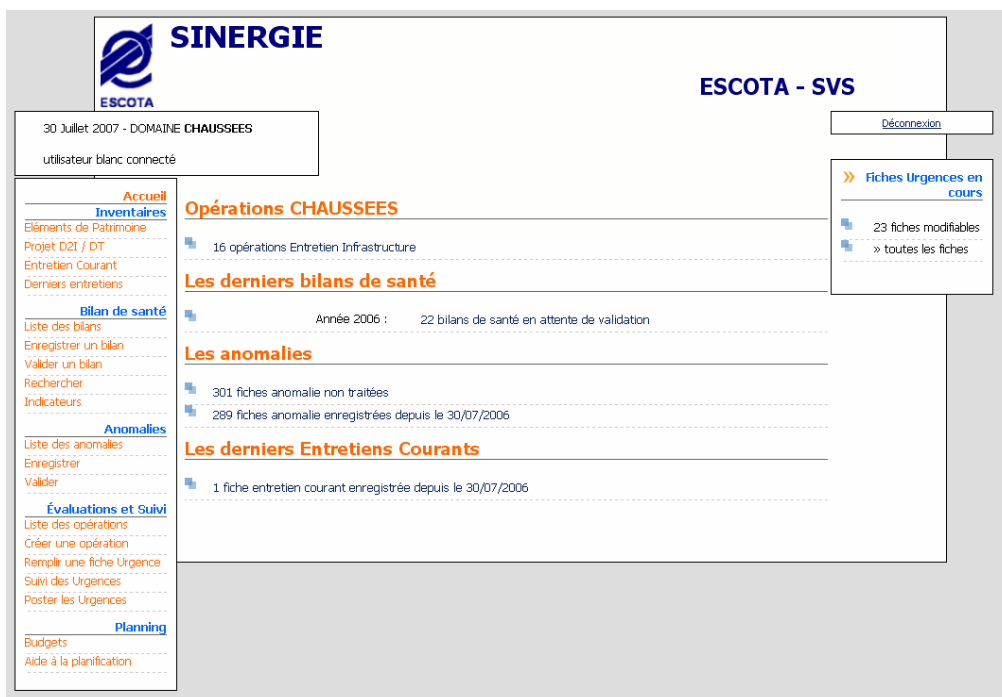 SINERGIE
ESCOTA - SVS
ESCOTA
30 Juillet 2007 - DOMAINE CHAUSSEES
utilisateur blanc connecté
Déconnexion
Accueil
Inventaires
Eléments de Patrimoine
Projet D2I / DT
Entretien Courant
Derniers entretiens
Bilan de santé
Liste des bilans
Enregistrer un bilan
Valider un bilan
Rechercher
Indicateurs
Anomalies
Liste des anomalies
Enregistrer
Valider
Évaluations et Suivi
Liste des opérations
Créer une opération
Remplir une fiche Urgence
Suivi des Urgences
Poster les Urgences
Planning
Budgets
Aide à la planification
Opérations CHAUSSEES
16 opérations Entretien Infrastructure
Les derniers bilans de santé
Année 2006 : 22 bilans de santé en attente de validation
Les anomalies
301 fiches anomalie non traitées
289 fiches anomalie enregistrées depuis le 30/07/2006
Les derniers Entretiens Courants
1 fiche entretien courant enregistrée depuis le 30/07/2006
» Fiches Urgences en
cours
23 fiches modifiables
» toutes les fiches